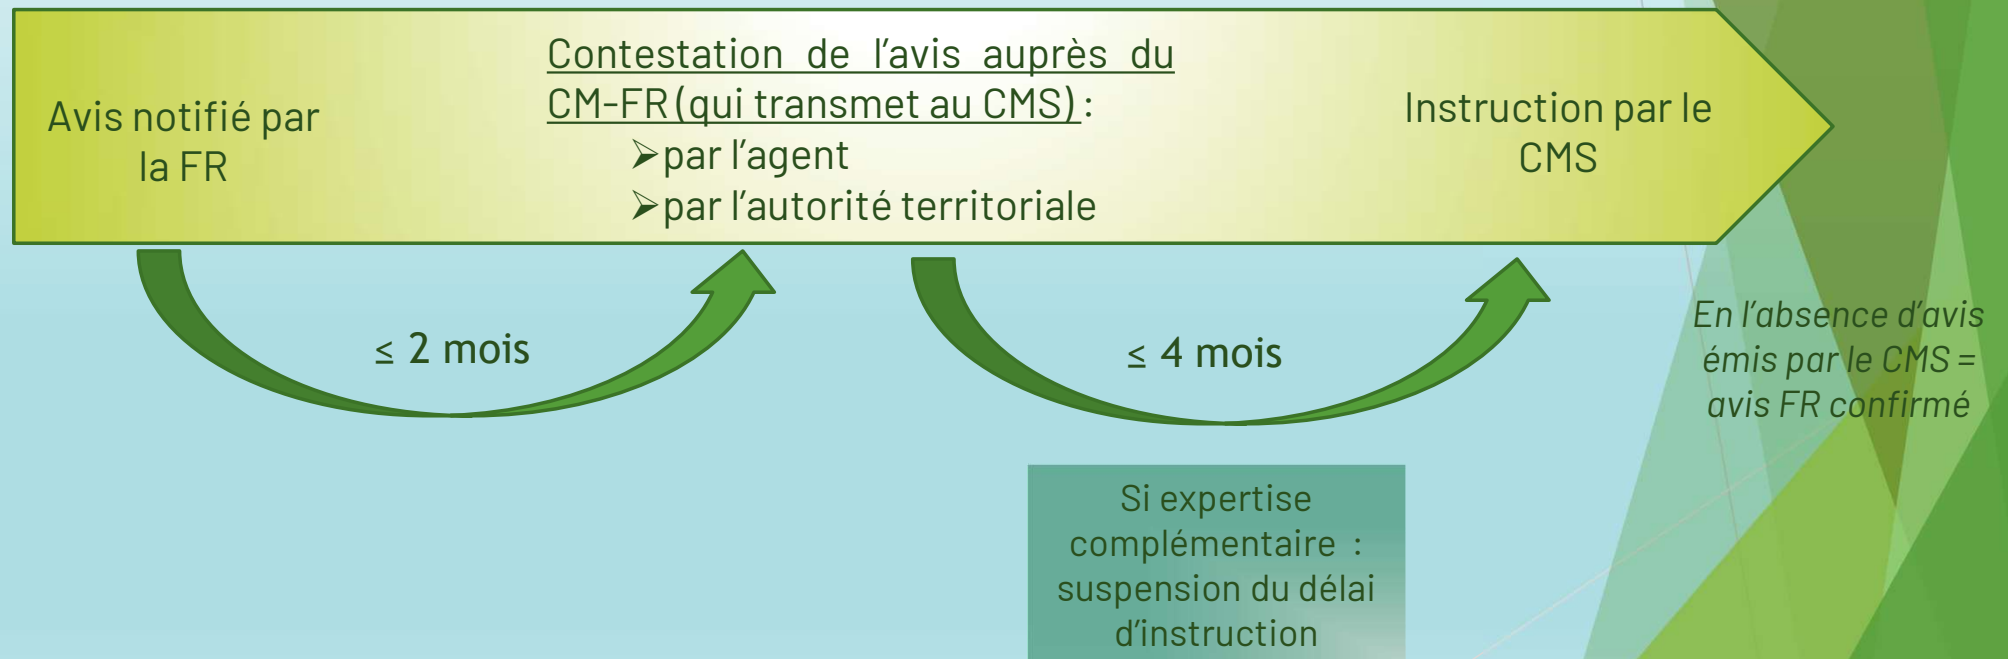 Avis notifié par
la FR
Contestation de l’avis auprès du
CM-FR (qui transmet au CMS) :
➢par l’agent
➢par l’autorité territoriale
Instruction par le
CMS
≤ 2 mois
≤ 4 mois
En l’absence d’avis
émis par le CMS =
avis FR confirmé
Si expertise
complémentaire :
suspension du délai
d’instruction